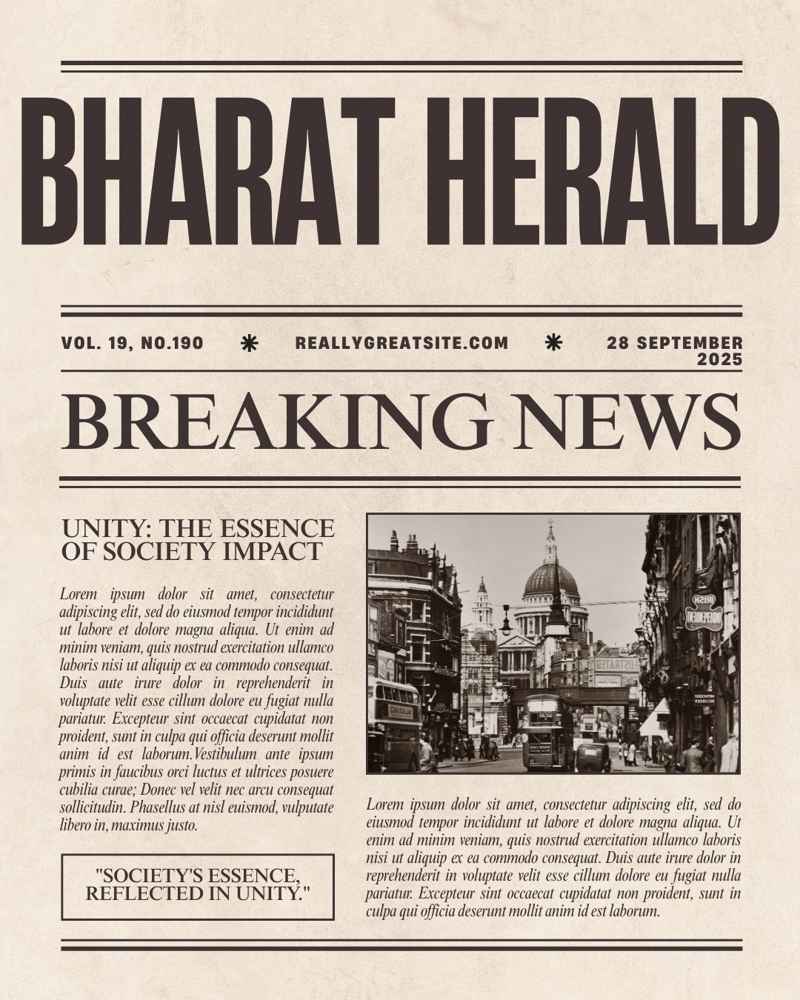 BHARAT HERALD
VOL. 19, NO.190 * REALLYGREATSITE.COM * 28 SEPTEMBER
2025
BREAKING NEWS
UNITY: THE ESSENCE
OF SOCIETY IMPACT
Lorem ipsum dolor sit amet, consectetur
adipiscing elit, sed do eiusmod tempor incididunt
ut labore et dolore magna aliqua. Ut enim ad
minim veniam, quis nostrud exercitation ullamco
laboris nisi ut aliquip ex ea commodo consequat.
Duis aute irure dolor in reprehenderit in
voluptate velit esse cillum dolore eu fugiat nulla
pariatur. Excepteur sint occaecat cupidatat non
proident, sunt in culpa qui officia deserunt mollit
anim id est laborum.Vestibulum ante ipsum
primis in faucibus orci luctus et ultrices posuere
cubilia curae; Donec vel velit nec arcu consequat
sollicitudin. Phasellus at nisl euismod, vulputate
libero in, maximus justo.
"SOCIETY'S ESSENCE,
REFLECTED IN UNITY."
IRISH
INDEPENDENT
ILLUSTRATED
Lorem ipsum dolor sit amet, consectetur adipiscing elit, sed do
eiusmod tempor incididunt ut labore et dolore magna aliqua. Ut
enim ad minim veniam, quis nostrud exercitation ullamco laboris
nisi ut aliquip ex ea commodo consequat. Duis aute irure dolor in
reprehenderit in voluptate velit esse cillum dolore eu fugiat nulla
pariatur. Excepteur sint occaecat cupidatat non proident, sunt in
culpa qui officia deserunt mollit anim id est laborum.